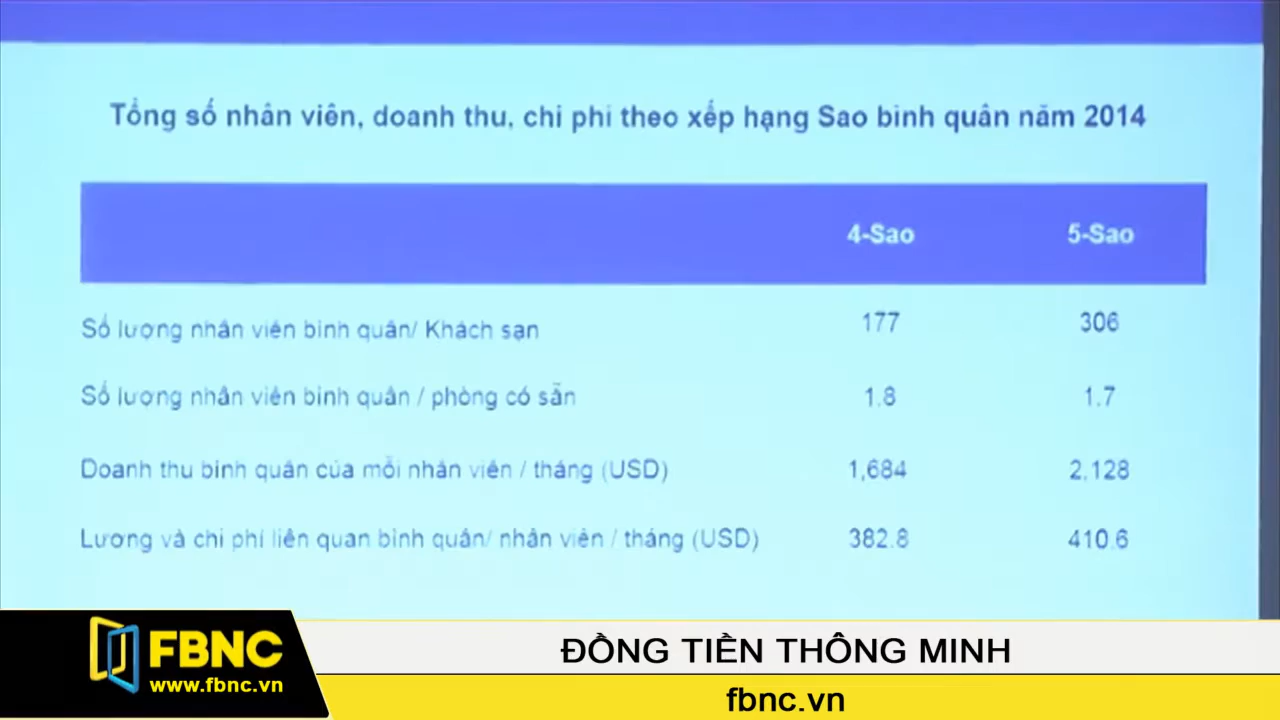 Tổng số nhân viên, doanh thu, chi phí theo xếp hạng Sao bình quân năm 2014
4-Sao 5-Sao
Số lượng nhân viên bình quân/ Khách sạn 177 306
Số lượng nhân viên bình quân / phòng có sẵn 1.8 1.7
Doanh thu bình quân của mỗi nhân viên / tháng (USD) 1,684 2,128
Lương và chi phí liên quan bình quân/ nhân viên / tháng (USD) 382.8 410.6
FBNC
www.fbnc.vn
ĐỒNG TIỀN THÔNG MINH
fbnc.vn